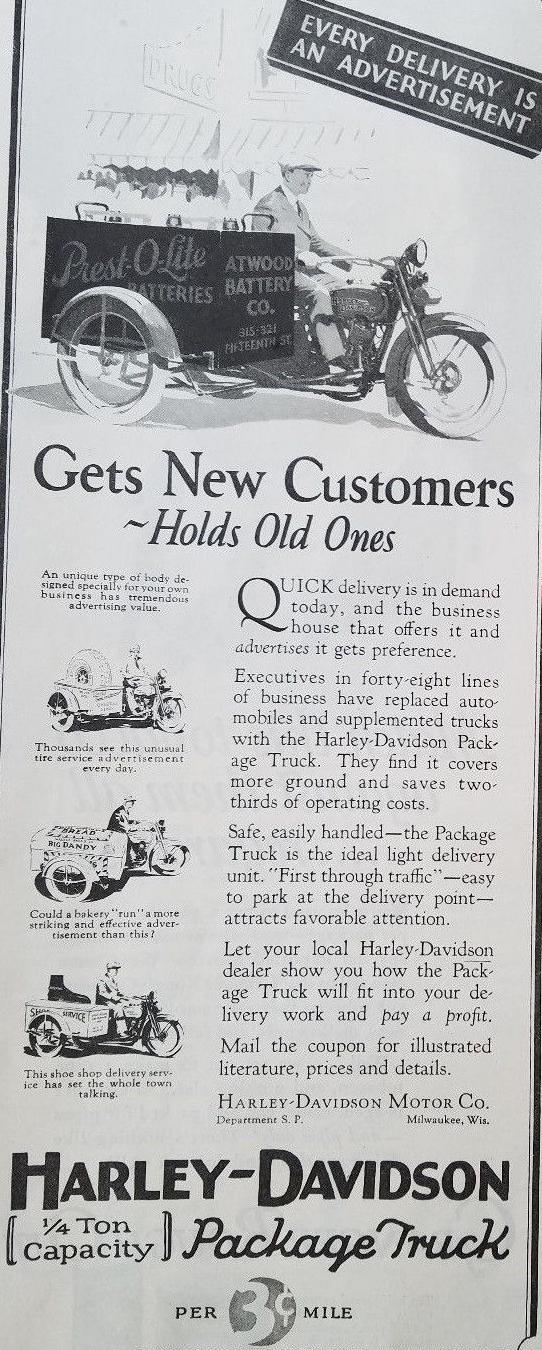 EVERY DELIVERY IS
AN ADVERTISEMENT
DRUGS
Prest-O-Lite
BATTERIES
ATWOOD
BATTERY
CO.
315-321
FIFTEENTH ST.
Gets New Customers
~Holds Old Ones
An unique type of body de-
signed specially for your own
business has tremendous
advertising value.
Thousands see this unusual
tire service advertisement
every day.
BREAD
BIG DANDY
Could a bakery "run" a more
striking and effective adver-
tisement than this?
SHOE SERVICE
This shoe shop delivery serv-
ice has set the whole town
talking.
QUICK delivery is in demand
today, and the business
house that offers it and
advertises it gets preference.
Executives in forty-eight lines
of business have replaced auto-
mobiles and supplemented trucks
with the Harley-Davidson Pack-
age Truck. They find it covers
more ground and saves two-
thirds of operating costs.
Safe, easily handled—the Package
Truck is the ideal light delivery
unit. "First through traffic"—easy
to park at the delivery point—
attracts favorable attention.
Let your local Harley-Davidson
dealer show you how the Pack-
age Truck will fit into your de-
livery work and pay a profit.
Mail the coupon for illustrated
literature, prices and details.
HARLEY-DAVIDSON MOTOR CO.
Department S. P. Milwaukee, Wis.
HARLEY-DAVIDSON
[1/4 Ton
Capacity] Package Truck
PER 3¢ MILE